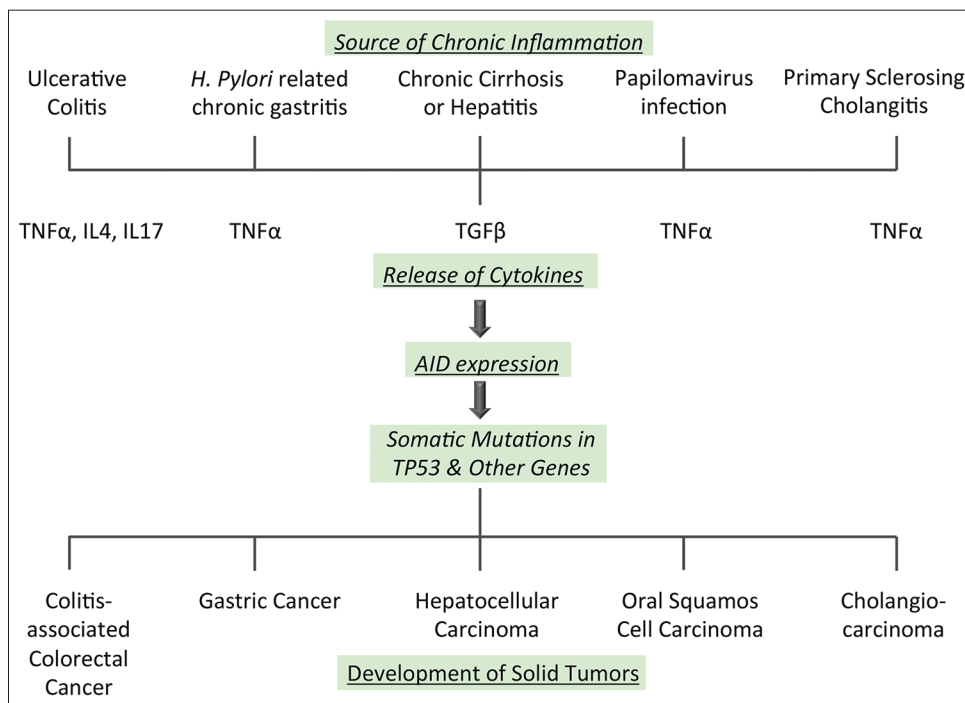 Source of Chronic Inflammation
Ulcerative
Colitis
H. Pylori related
chronic gastritis
Chronic Cirrhosis
or Hepatitis
Papilomavirus
infection
Primary Sclerosing
Cholangitis
TNFα, IL4, IL17
TNFα
TGFβ
TNFα
TNFα
Release of Cytokines
AID expression
Somatic Mutations in
TP53 & Other Genes
Colitis-
associated
Colorectal
Cancer
Gastric Cancer
Hepatocellular
Carcinoma
Oral Squamos
Cell Carcinoma
Cholangio-
carcinoma
Development of Solid Tumors